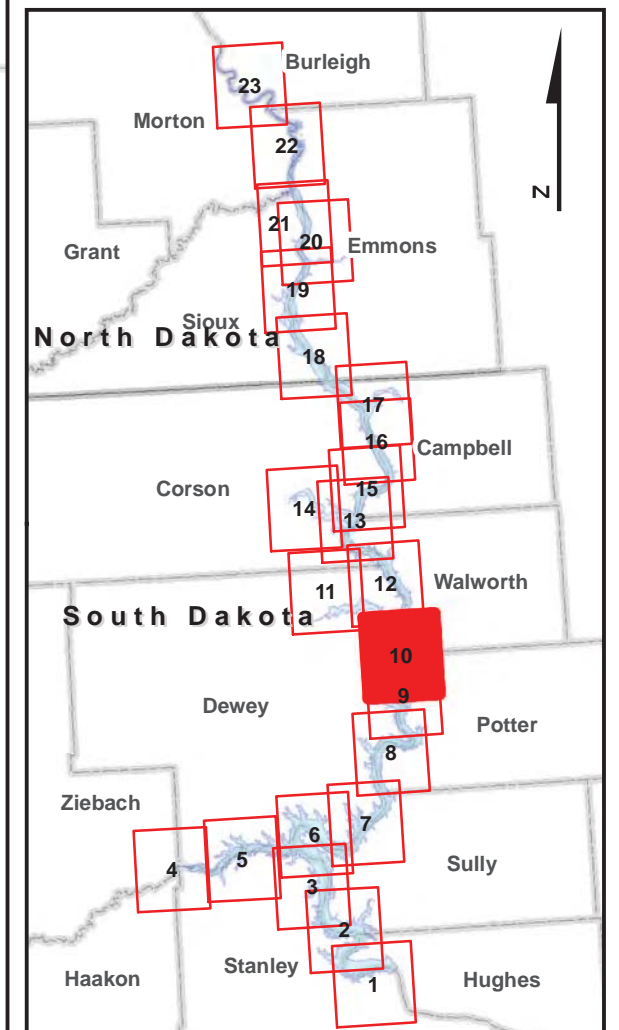 Burleigh
23
Morton
22
N
21
20
Emmons
Grant
19
Sioux
North Dakota
18
17
16
Campbell
15
Corson
14
13
12
11
Walworth
South Dakota
10
9
Dewey
Potter
8
Ziebach
7
6
5
4
Sully
3
2
Stanley
Haakon
1
Hughes